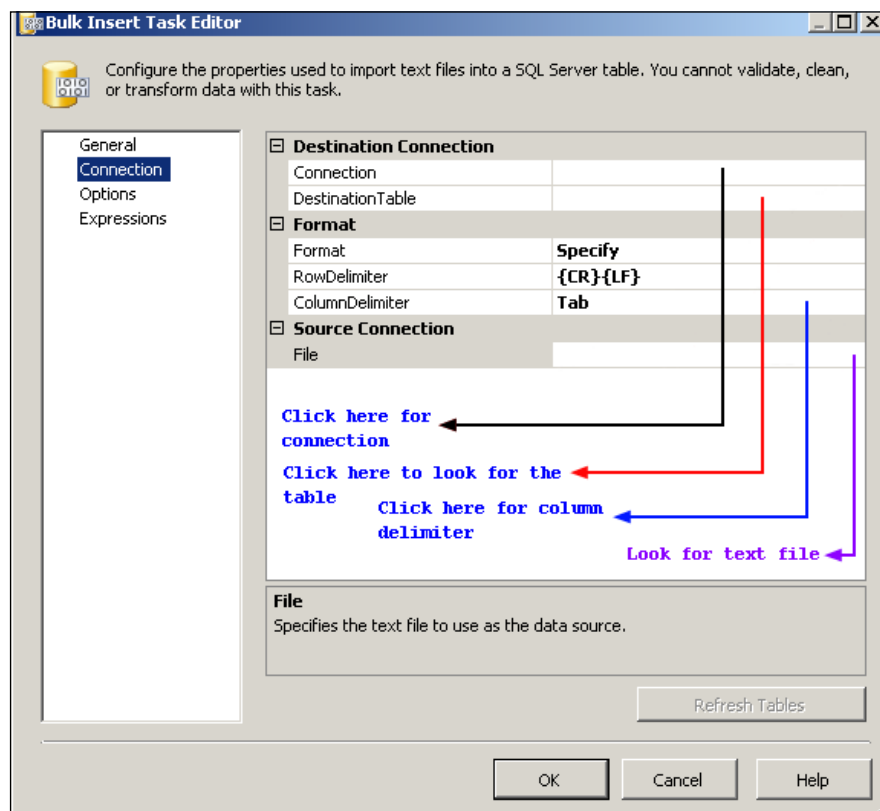 Bulk Insert Task Editor
Configure the properties used to import text files into a SQL Server table. You cannot validate, clean,
or transform data with this task.
General
Connection
Options
Expressions
Destination Connection
Connection
DestinationTable
Format
Format Specify
RowDelimiter {CR}{LF}
ColumnDelimiter Tab
Source Connection
File
Click here for
connection
Click here to look for the
table
Click here for column
delimiter
Look for text file
File
Specifies the text file to use as the data source.
Refresh Tables
OK Cancel Help